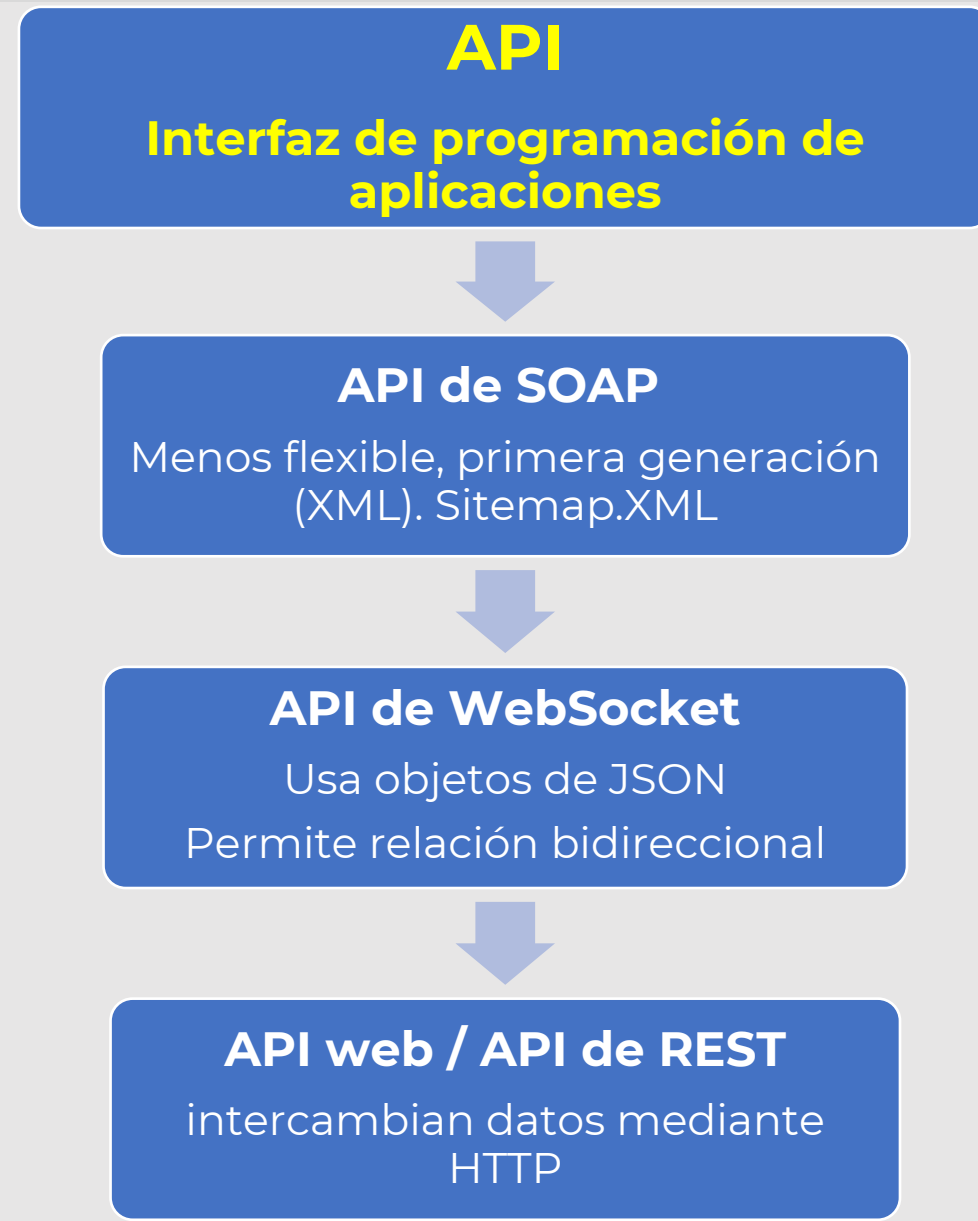 API
Interfaz de programación de
aplicaciones
API de SOAP
Menos flexible, primera generación
(XML). Sitemap.XML
API de WebSocket
Usa objetos de JSON
Permite relación bidireccional
API web / API de REST
intercambian datos mediante
HTTP